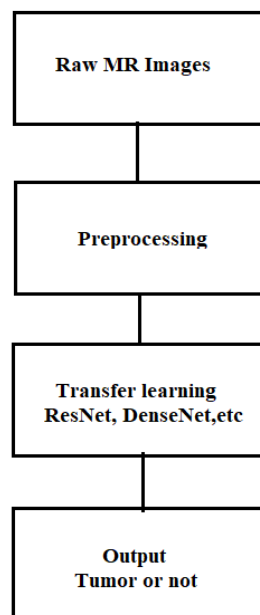 Raw MR Images
Preprocessing
Transfer learning
ResNet, DenseNet,etc
Output
Tumor or not